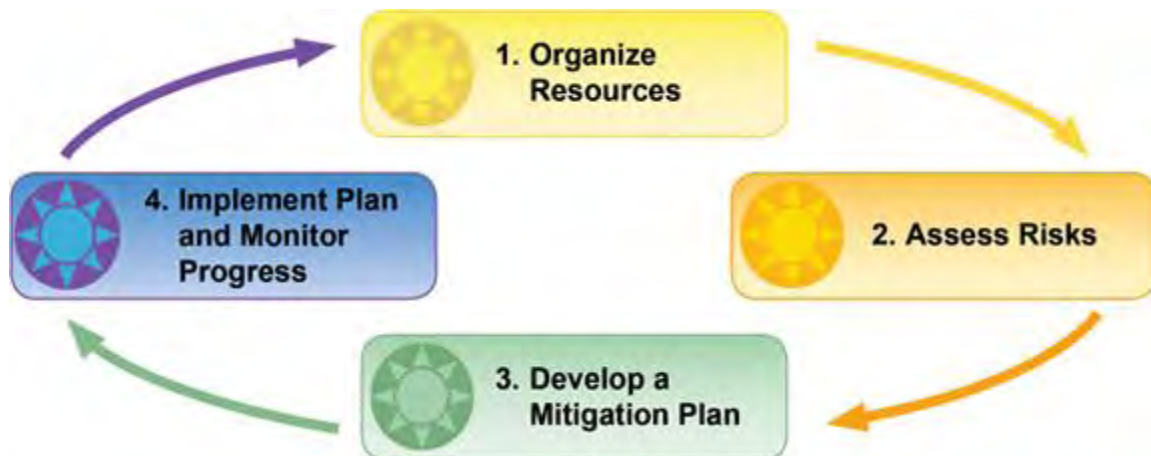 1. Organize
Resources
2. Assess Risks
3. Develop a
Mitigation Plan
4. Implement Plan
and Monitor
Progress